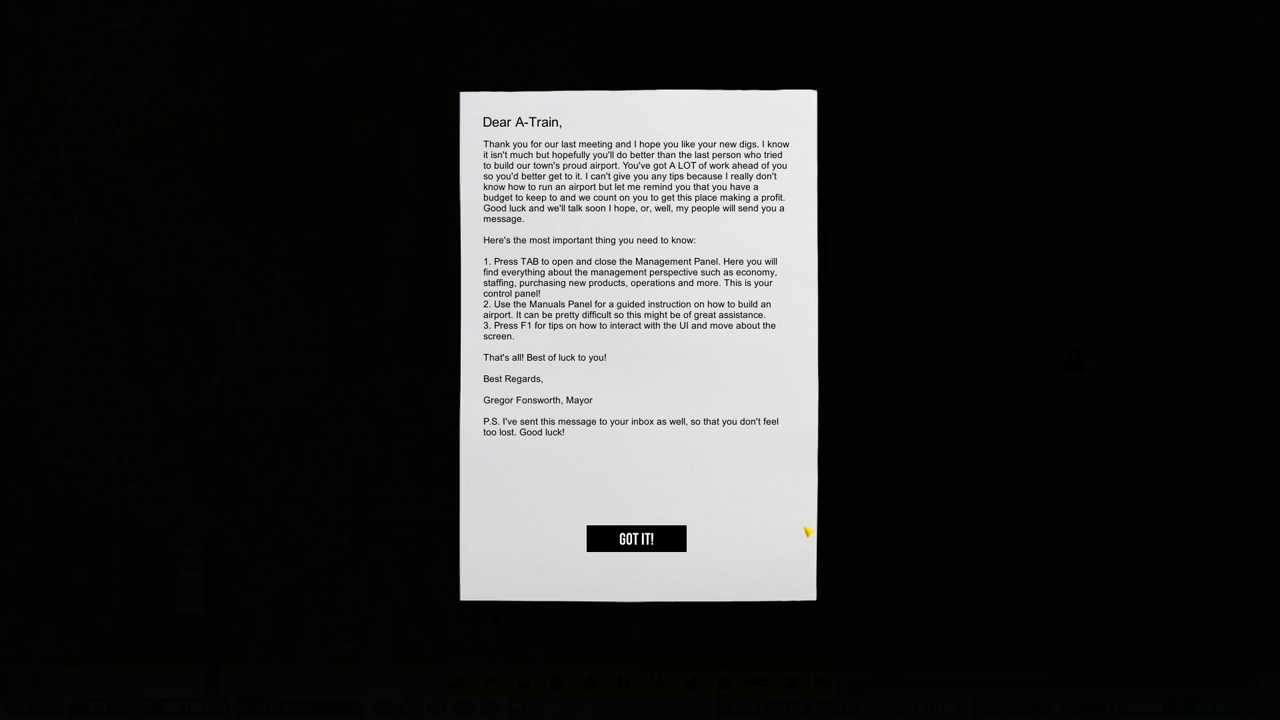 Dear A-Train,
Thank you for our last meeting and I hope you like your new digs. I know
it isn't much but hopefully you'll do better than the last person who tried
to build our town's proud airport. You've got A LOT of work ahead of you
so you'd better get to it. I can't give you any tips because I really don't
know how to run an airport but let me remind you that you have a
budget to keep to and we count on you to get this place making a profit.
Good luck and we'll talk soon I hope, or, well, my people will send you a
message.
Here's the most important thing you need to know:
1. Press TAB to open and close the Management Panel. Here you will
find everything about the management perspective such as economy,
staffing, purchasing new products, operations and more. This is your
control panel!
2. Use the Manuals Panel for a guided instruction on how to build an
airport. It can be pretty difficult so this might be of great assistance.
3. Press F1 for tips on how to interact with the UI and move about the
screen.
That's all! Best of luck to you!
Best Regards,
Gregor Fonsworth, Mayor
P.S. I've sent this message to your inbox as well, so that you don't feel
too lost. Good luck!
GOT IT!